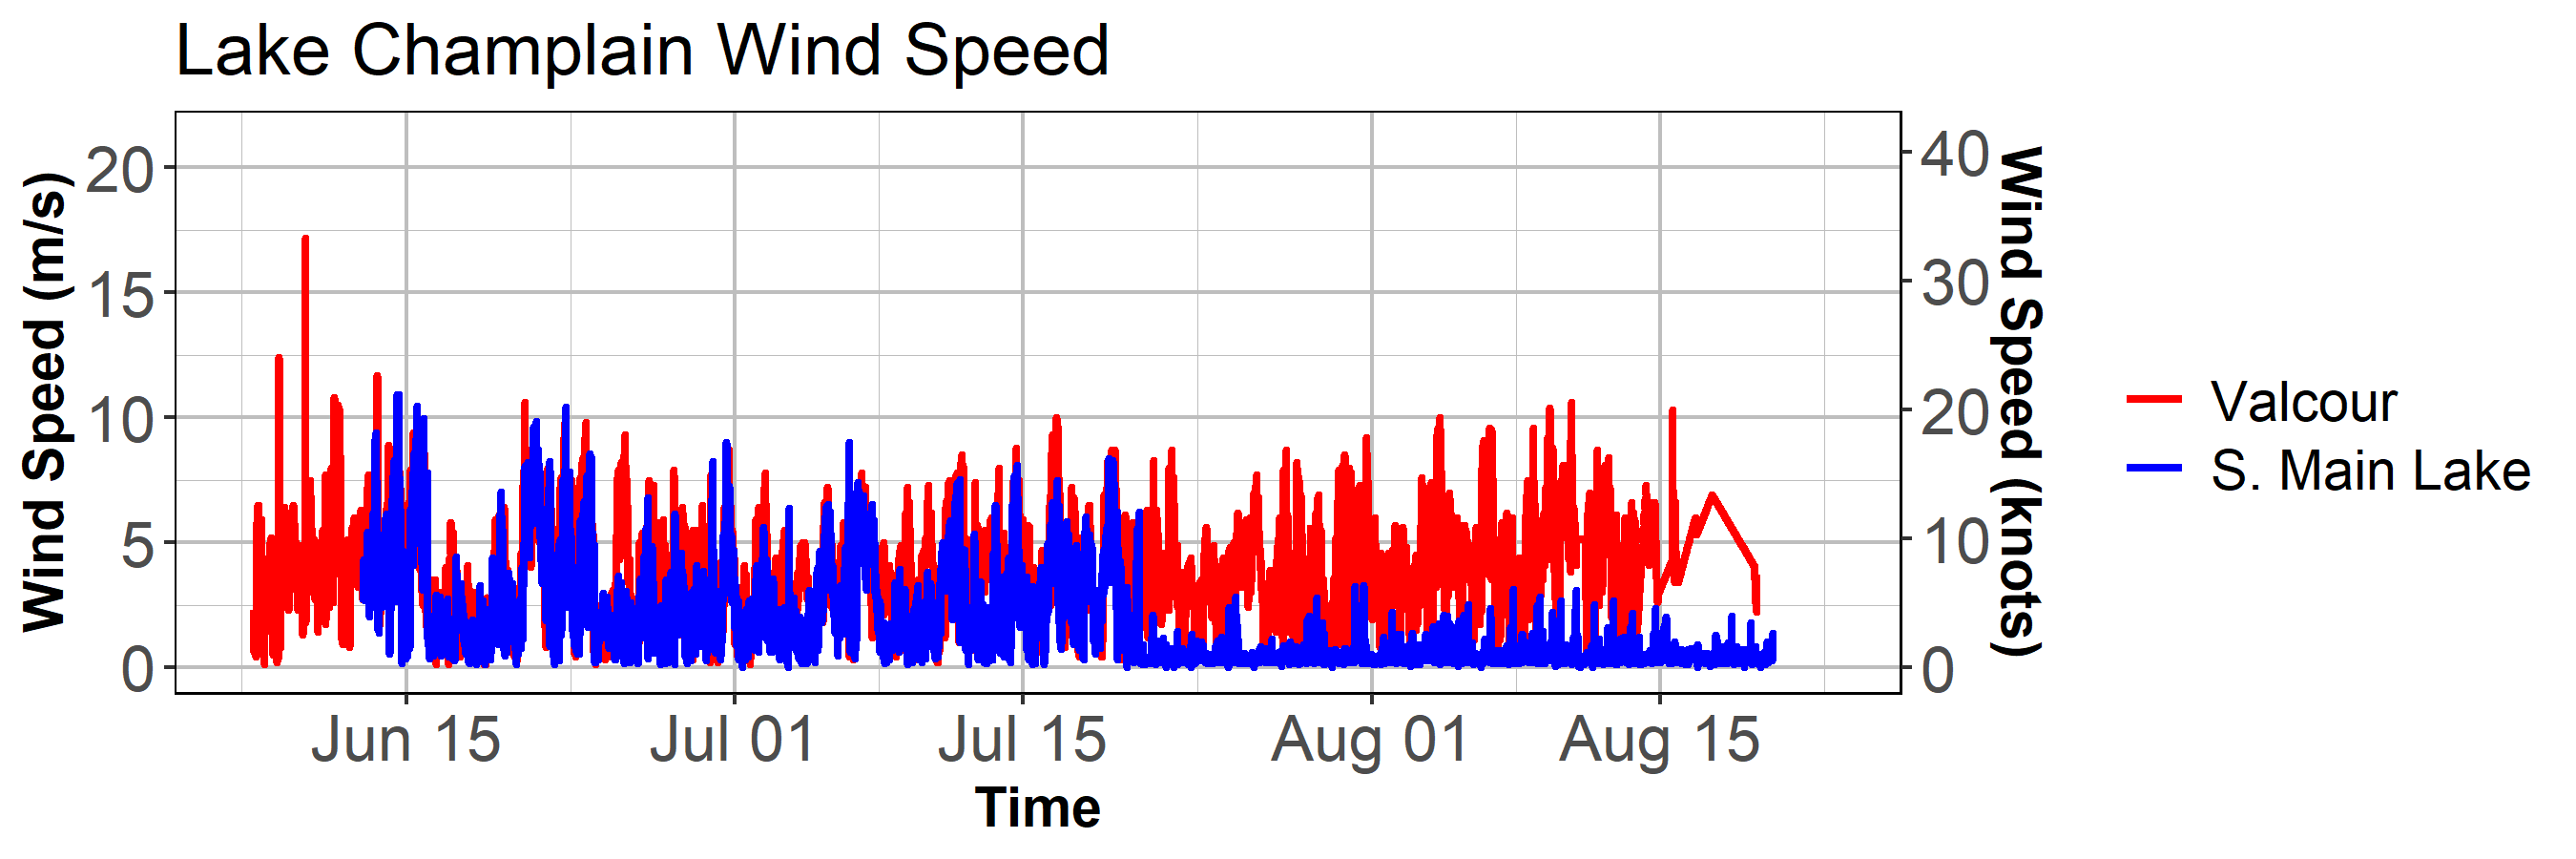 Lake Champlain Wind Speed
Wind Speed (m/s)
20
15
10
5
0
40
30
20
10
0
Wind Speed (knots)
Jun 15
Jul 01
Jul 15
Aug 01
Aug 15
Time
Valcour
S. Main Lake